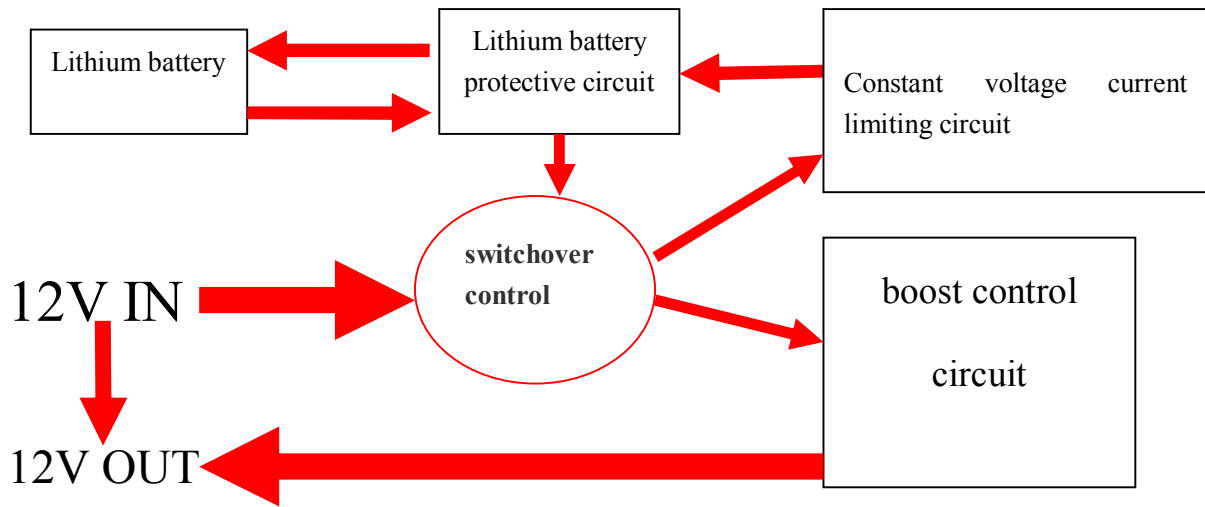 Lithium battery
Lithium battery
protective circuit
Constant voltage current
limiting circuit
switchover
control
12V IN
boost control
circuit
12V OUT